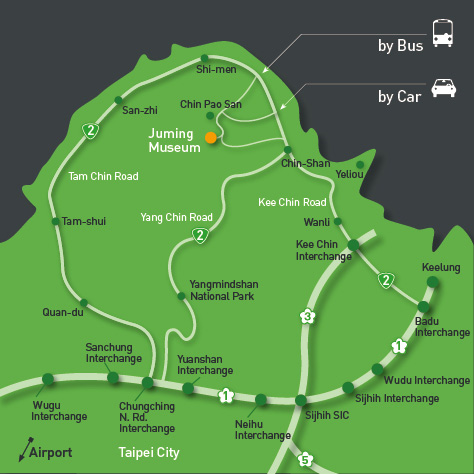 by Bus
Shi-men
by Car
San-zhi
Chin Pao San
2
Juming
Museum
Chin-Shan
Yeliou
Tam Chin Road
Kee Chin Road
Yang Chin Road
Tam-shui
Wanli
2
Kee Chin
Interchange
Keelung
2
Yangmindshan
National Park
Quan-du
3
Badu
Interchange
1
Sanchung
Interchange
Yuanshan
Interchange
Wudu Interchange
1
Sijhih Interchange
Wugu
Interchange
Chungching
N. Rd.
Interchange
Neihu
Interchange
Sijhih SIC
Airport
Taipei City
5